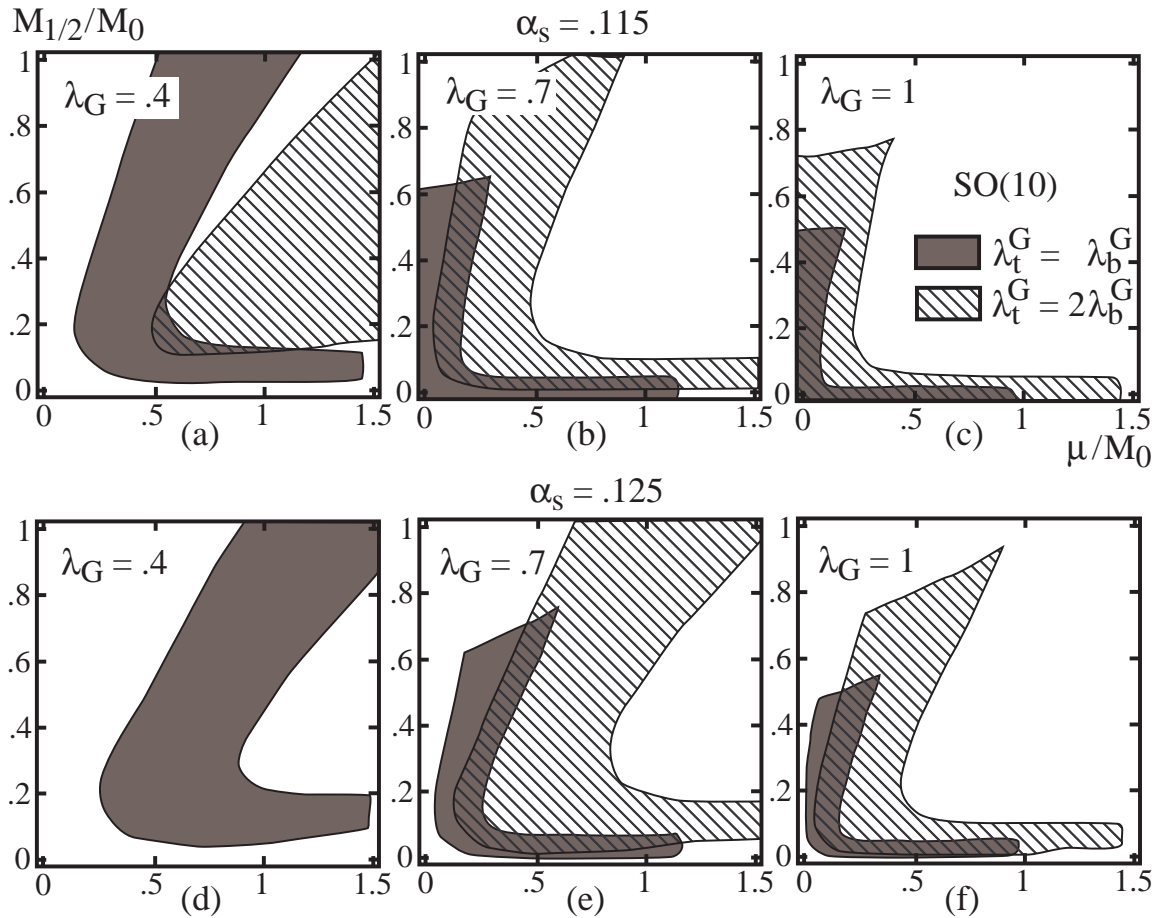 M1/2/M0
αs = .115
λG = .4
λG = .7
λG = 1
SO(10)
λtG = λbG
λtG = 2λbG
1
.8
.6
.4
.2
0
0 .5 1 1.5
(a)
1
.8
.6
.4
.2
0
0 .5 1 1.5
(b)
1
.8
.6
.4
.2
0
0 .5 1 1.5
(c)
μ/M0
αs = .125
λG = .4
λG = .7
λG = 1
1
.8
.6
.4
.2
0
0 .5 1 1.5
(d)
1
.8
.6
.4
.2
0
0 .5 1 1.5
(e)
1
.8
.6
.4
.2
0
0 .5 1 1.5
(f)